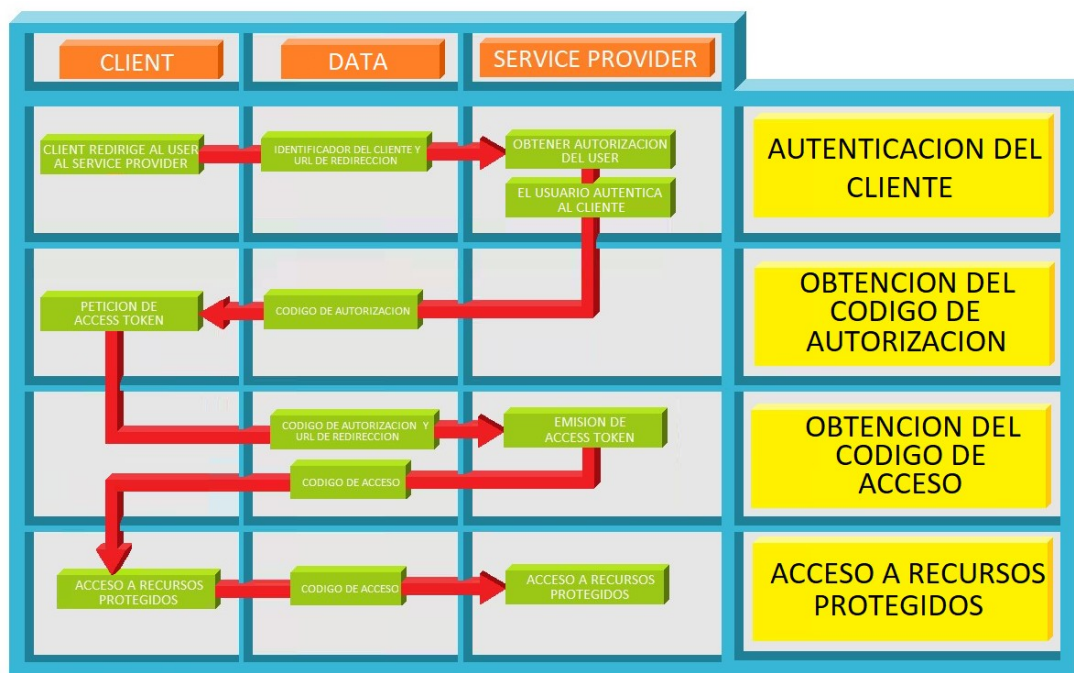 CLIENT
DATA
SERVICE PROVIDER
CLIENT REDIRIGE AL USER
AL SERVICE PROVIDER
IDENTIFICADOR DEL CLIENTE Y
URL DE REDIRECCION
OBTENER AUTORIZACION
DEL USER
EL USUARIO AUTENTICA
AL CLIENTE
AUTENTICACION DEL
CLIENTE
PETICION DE
ACCESS TOKEN
CODIGO DE AUTORIZACION
OBTENCION DEL
CODIGO DE
AUTORIZACION
CODIGO DE AUTORIZACION Y
URL DE REDIRECCION
EMISION DE
ACCESS TOKEN
CODIGO DE ACCESO
OBTENCION DEL
CODIGO DE
ACCESO
ACCESO A RECURSOS
PROTEGIDOS
CODIGO DE ACCESO
ACCESO A RECURSOS
PROTEGIDOS
ACCESO A RECURSOS
PROTEGIDOS